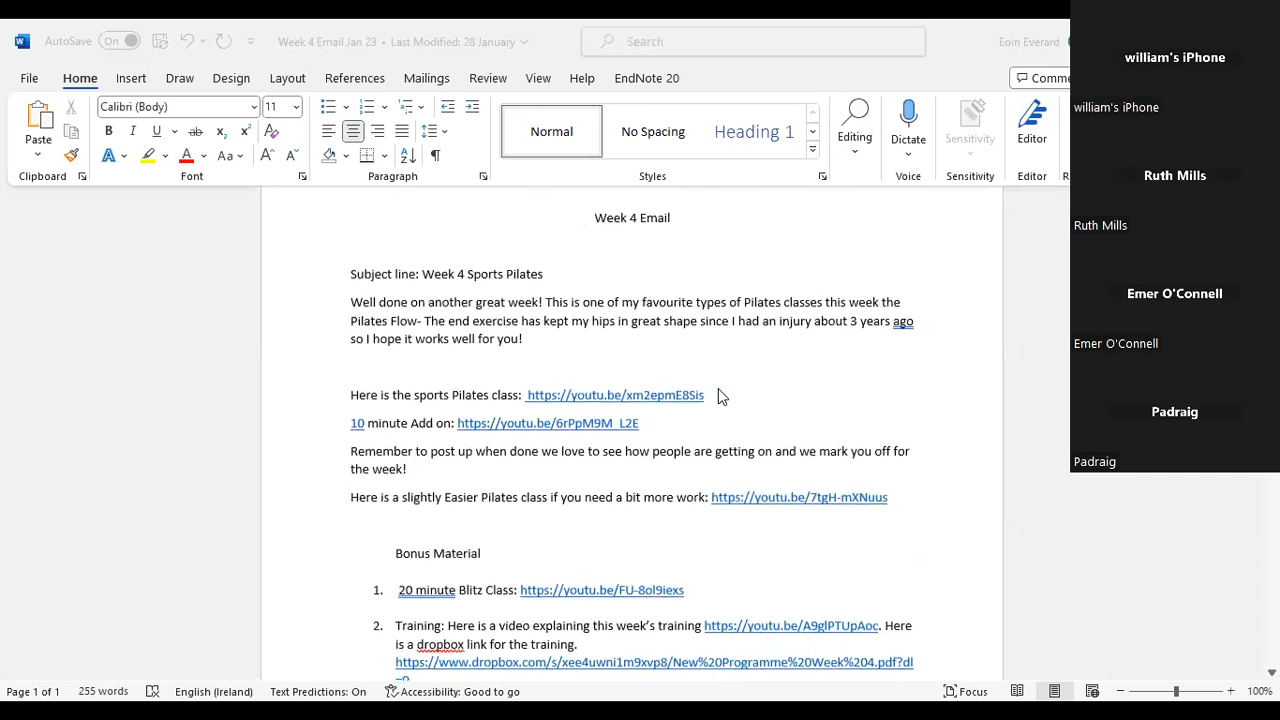 AutoSave On Week 4 Email Jan 23 • Last Modified: 28 January Search Eoin Everard
File Home Insert Draw Design Layout References Mailings Review View Help EndNote 20 Comme
Calibri (Body) 11
Paste Normal No Spacing Heading 1 Editing Dictate Sensitivity Editor
Clipboard Font Paragraph Styles Voice Sensitivity Editor
Week 4 Email
Subject line: Week 4 Sports Pilates
Well done on another great week! This is one of my favourite types of Pilates classes this week the
Pilates Flow- The end exercise has kept my hips in great shape since I had an injury about 3 years ago
so I hope it works well for you!
Here is the sports Pilates class: https://youtu.be/xm2epmE8Sis
10 minute Add on: https://youtu.be/6rPpM9M_L2E
Remember to post up when done we love to see how people are getting on and we mark you off for
the week!
Here is a slightly Easier Pilates class if you need a bit more work: https://youtu.be/7tgH-mXNuus
Bonus Material
1. 20 minute Blitz Class: https://youtu.be/FU-8ol9iexs
2. Training: Here is a video explaining this week's training https://youtu.be/A9glPTUpAoc. Here
is a dropbox link for the training.
https://www.dropbox.com/s/xee4uwni1m9xvp8/New%20Programme%20Week%204.pdf?dl
=0
Page 1 of 1 255 words English (Ireland) Text Predictions: On Accessibility: Good to go Focus 100%
william's iPhone
william's iPhone
Ruth Mills
Ruth Mills
Emer O'Connell
Emer O'Connell
Padraig
Padraig